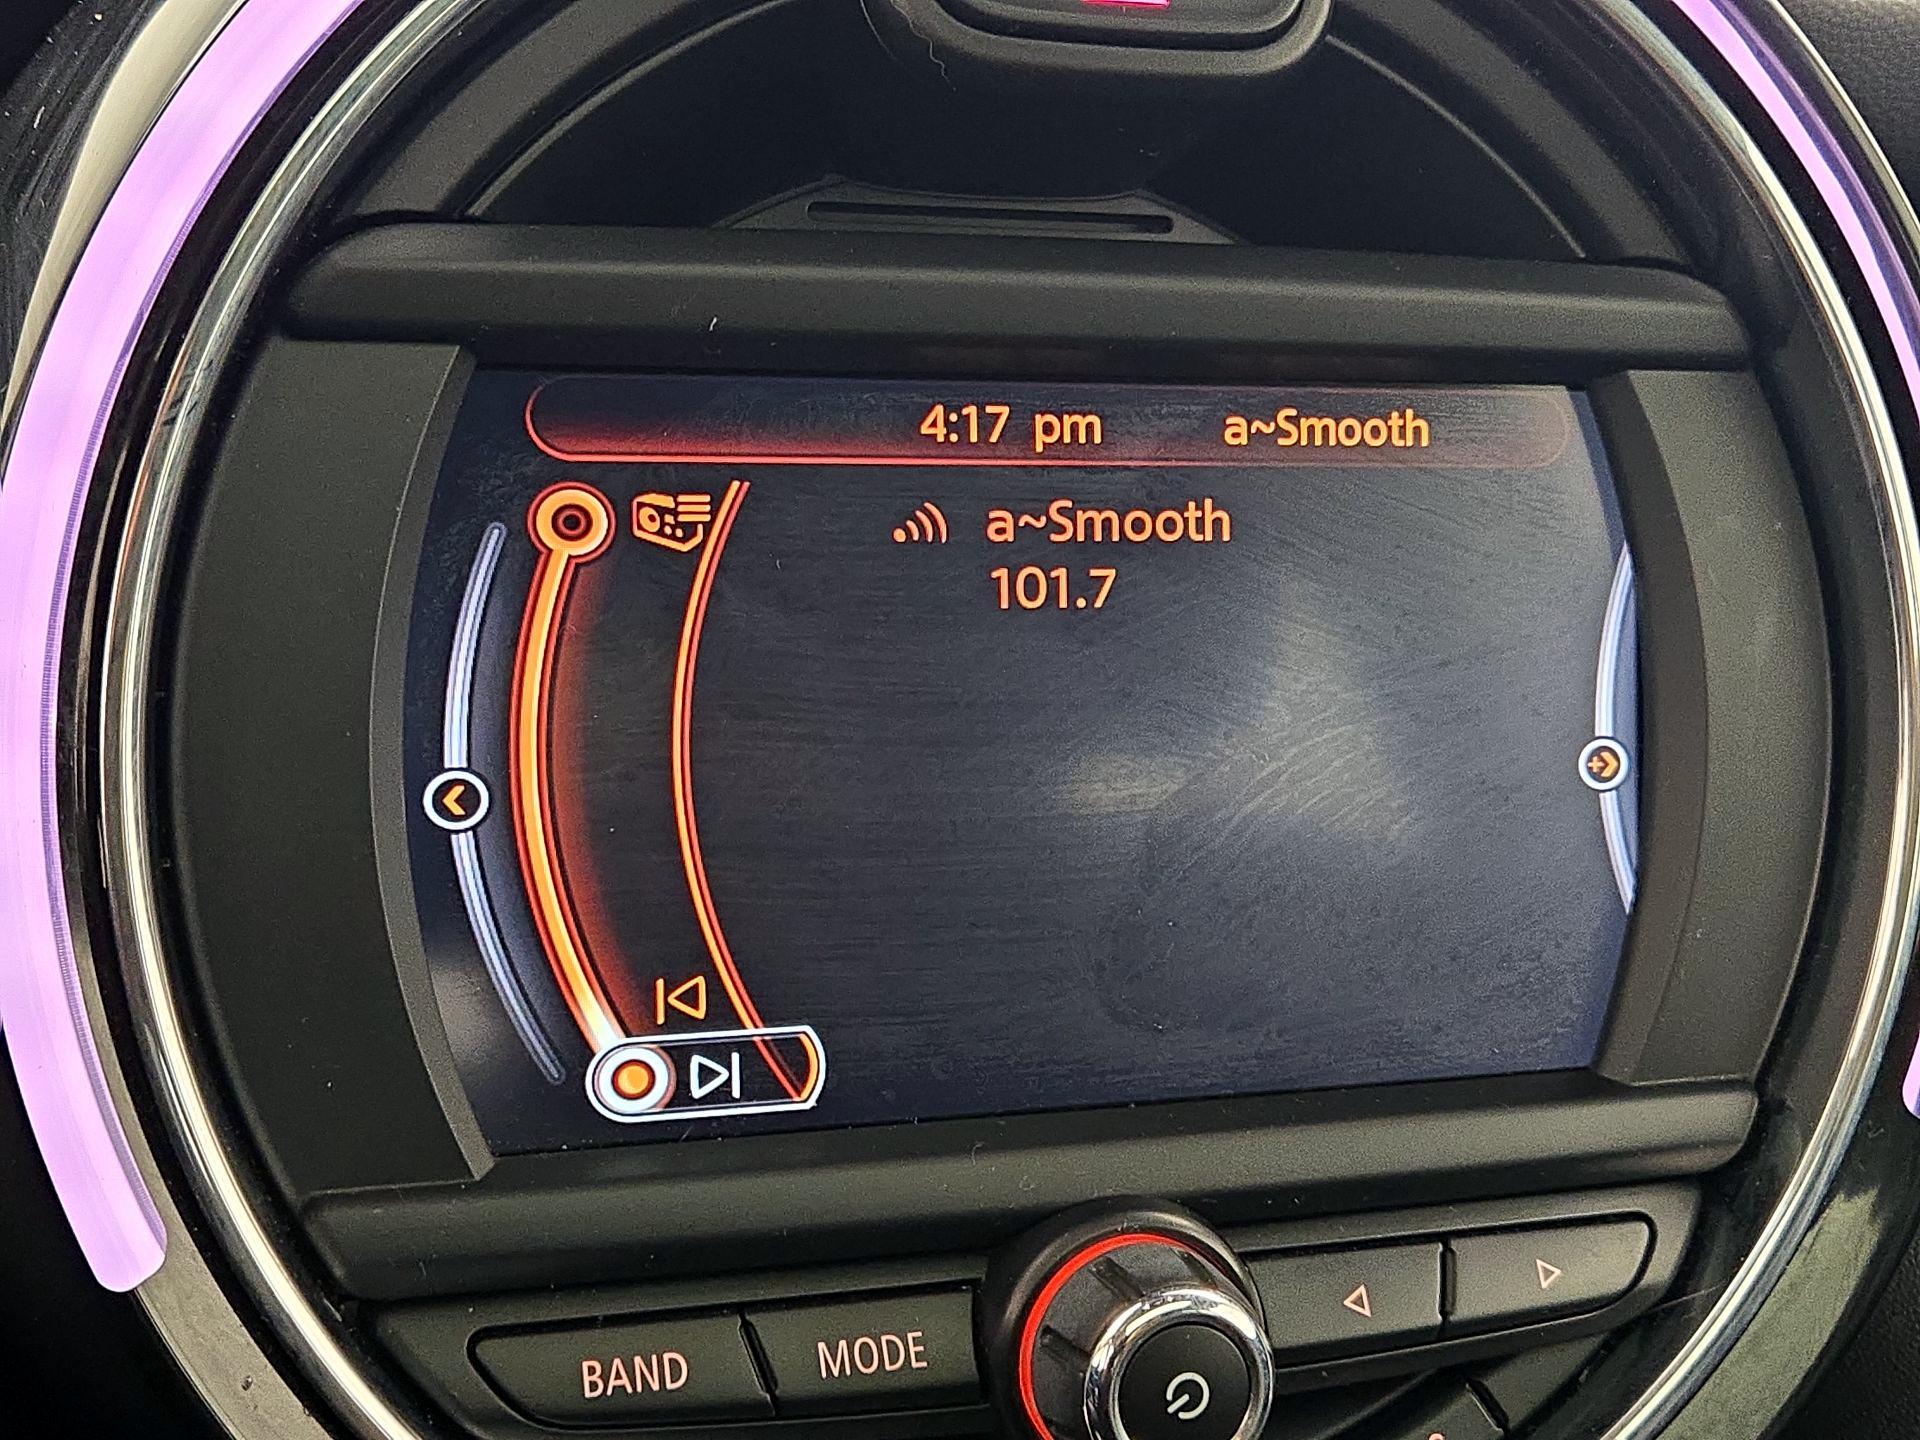 4:17 pm a~Smooth
a~Smooth
101.7
BAND MODE